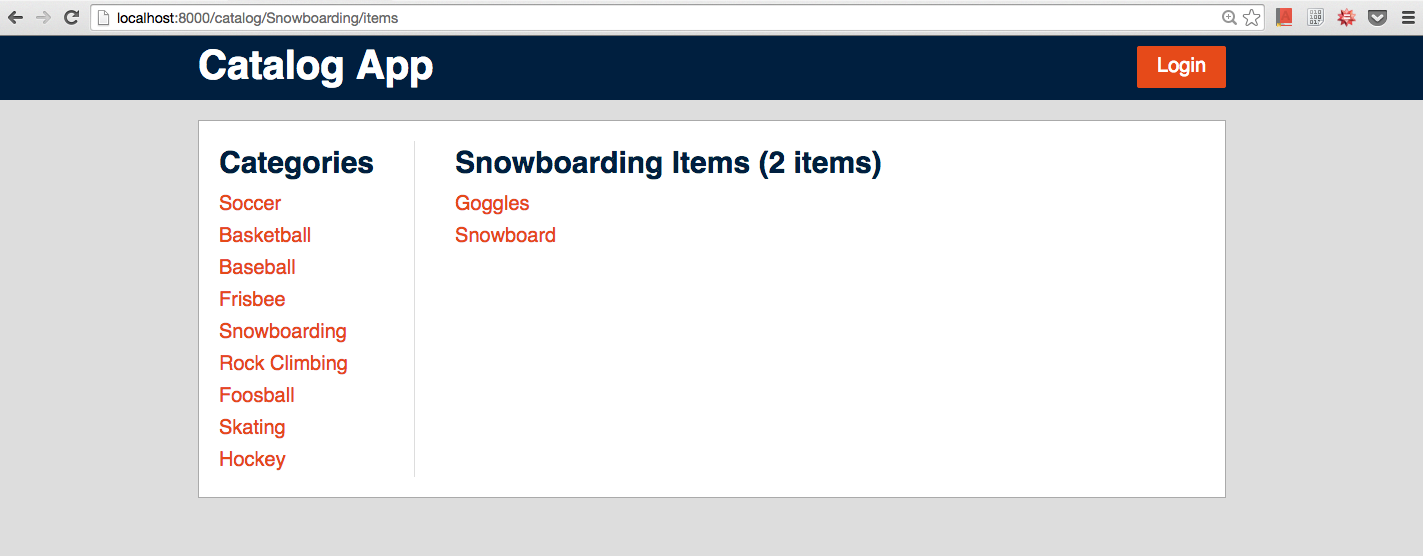 localhost:8000/catalog/Snowboarding/items
Catalog App
Login
Categories
Soccer
Basketball
Baseball
Frisbee
Snowboarding
Rock Climbing
Foosball
Skating
Hockey
Snowboarding Items (2 items)
Goggles
Snowboard